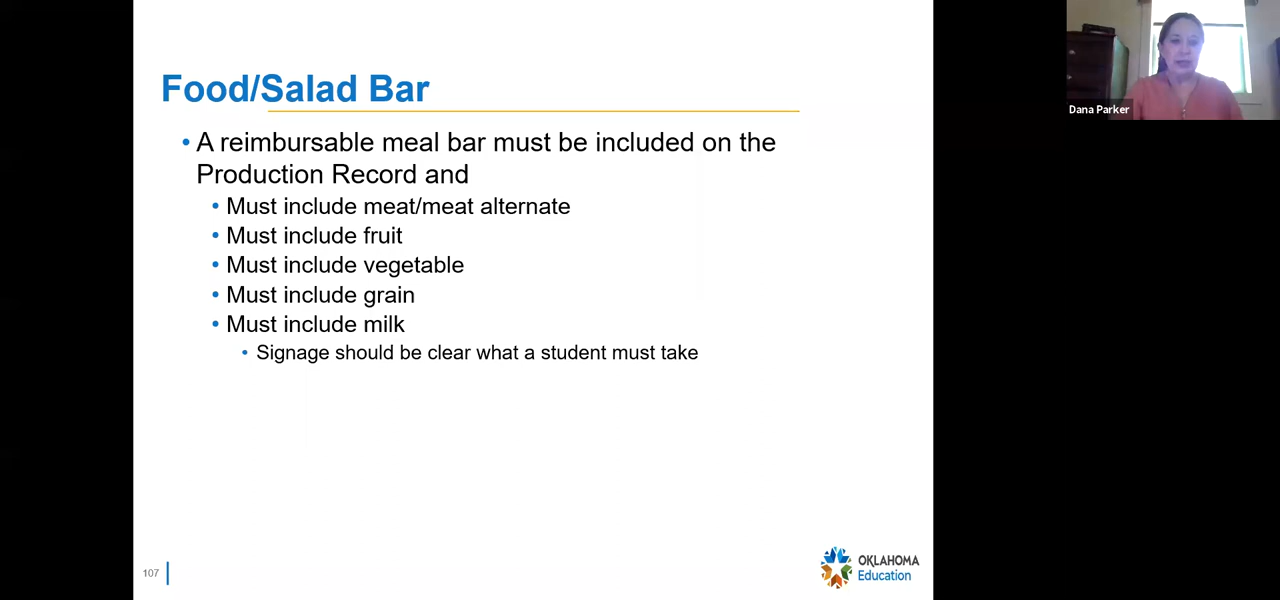 Food/Salad Bar
• A reimbursable meal bar must be included on the
Production Record and
• Must include meat/meat alternate
• Must include fruit
• Must include vegetable
• Must include grain
• Must include milk
• Signage should be clear what a student must take
107
OKLAHOMA
Education
Dana Parker